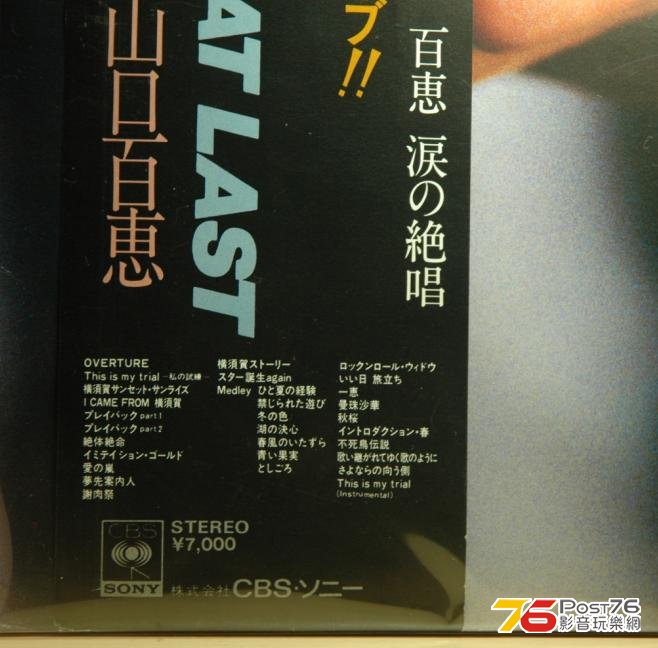 ブ!!
百恵 涙の絶唱
AT LAST
山口百恵
OVERTURE
This is my trial －私の試練－
横須賀サンセット・サンライズ
I CAME FROM 横須賀
プレイバック part 1
プレイバック part 2
絶体絶命
イミテイション・ゴールド
愛の嵐
夢先案内人
謝肉祭
横須賀ストーリー
スター誕生again
Medley ひと夏の経験
禁じられた遊び
冬の色
湖の決心
春風のいたずら
青い果実
としごろ
ロックンロール・ウィドウ
いい日 旅立ち
一恵
曼珠沙華
秋桜
イントロダクション・春
不死鳥伝説
歌い継がれてゆく歌のように
さよならの向う側
This is my trial
(Instrumental)
CBS
SONY
STEREO
¥7,000
株式会社 CBS・ソニー
76 Post76
影音玩樂網